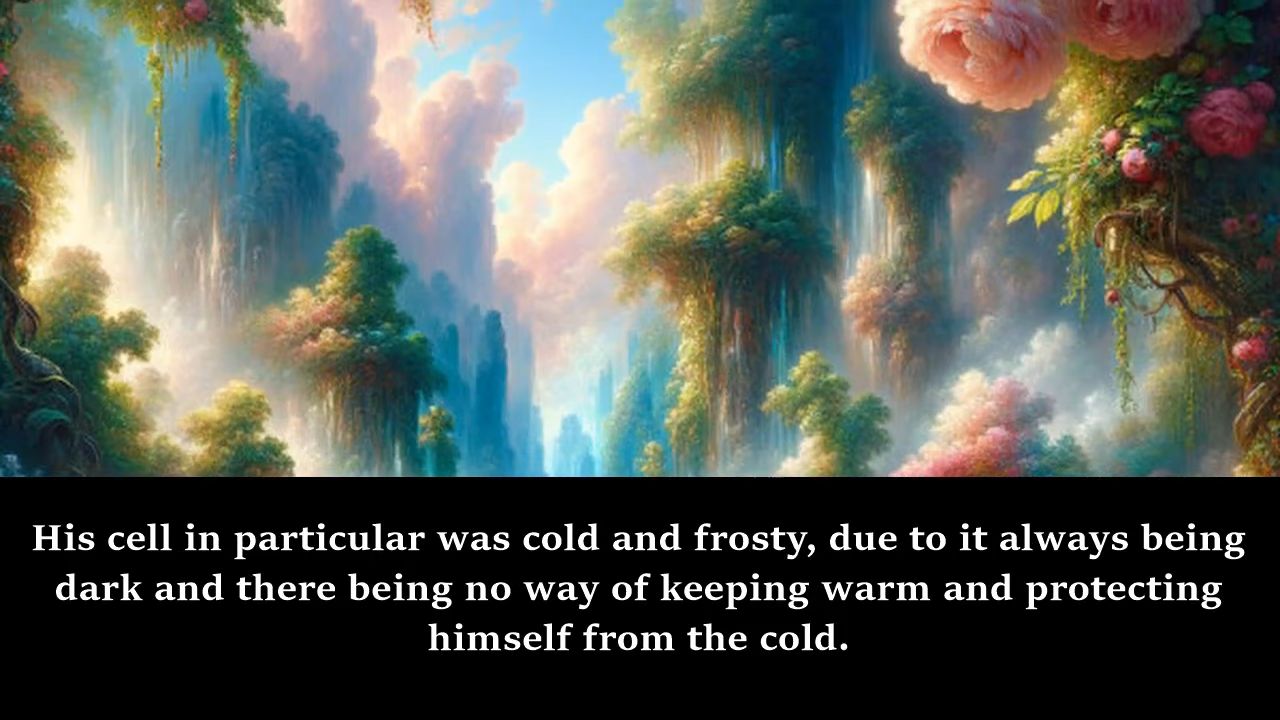 His cell in particular was cold and frosty, due to it always being
dark and there being no way of keeping warm and protecting
himself from the cold.